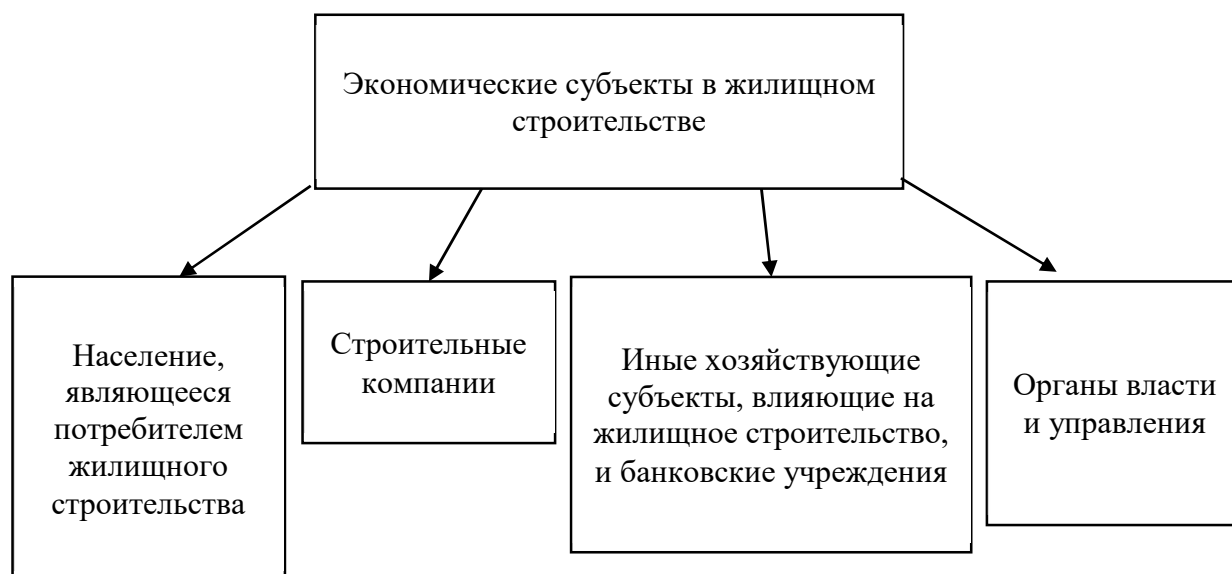 Экономические субъекты в жилищном
строительстве
Население,
являющееся
потребителем
жилищного
строительства
Строительные
компании
Иные хозяйствующие
субъекты, влияющие на
жилищное строительство,
и банковские учреждения
Органы власти
и управления